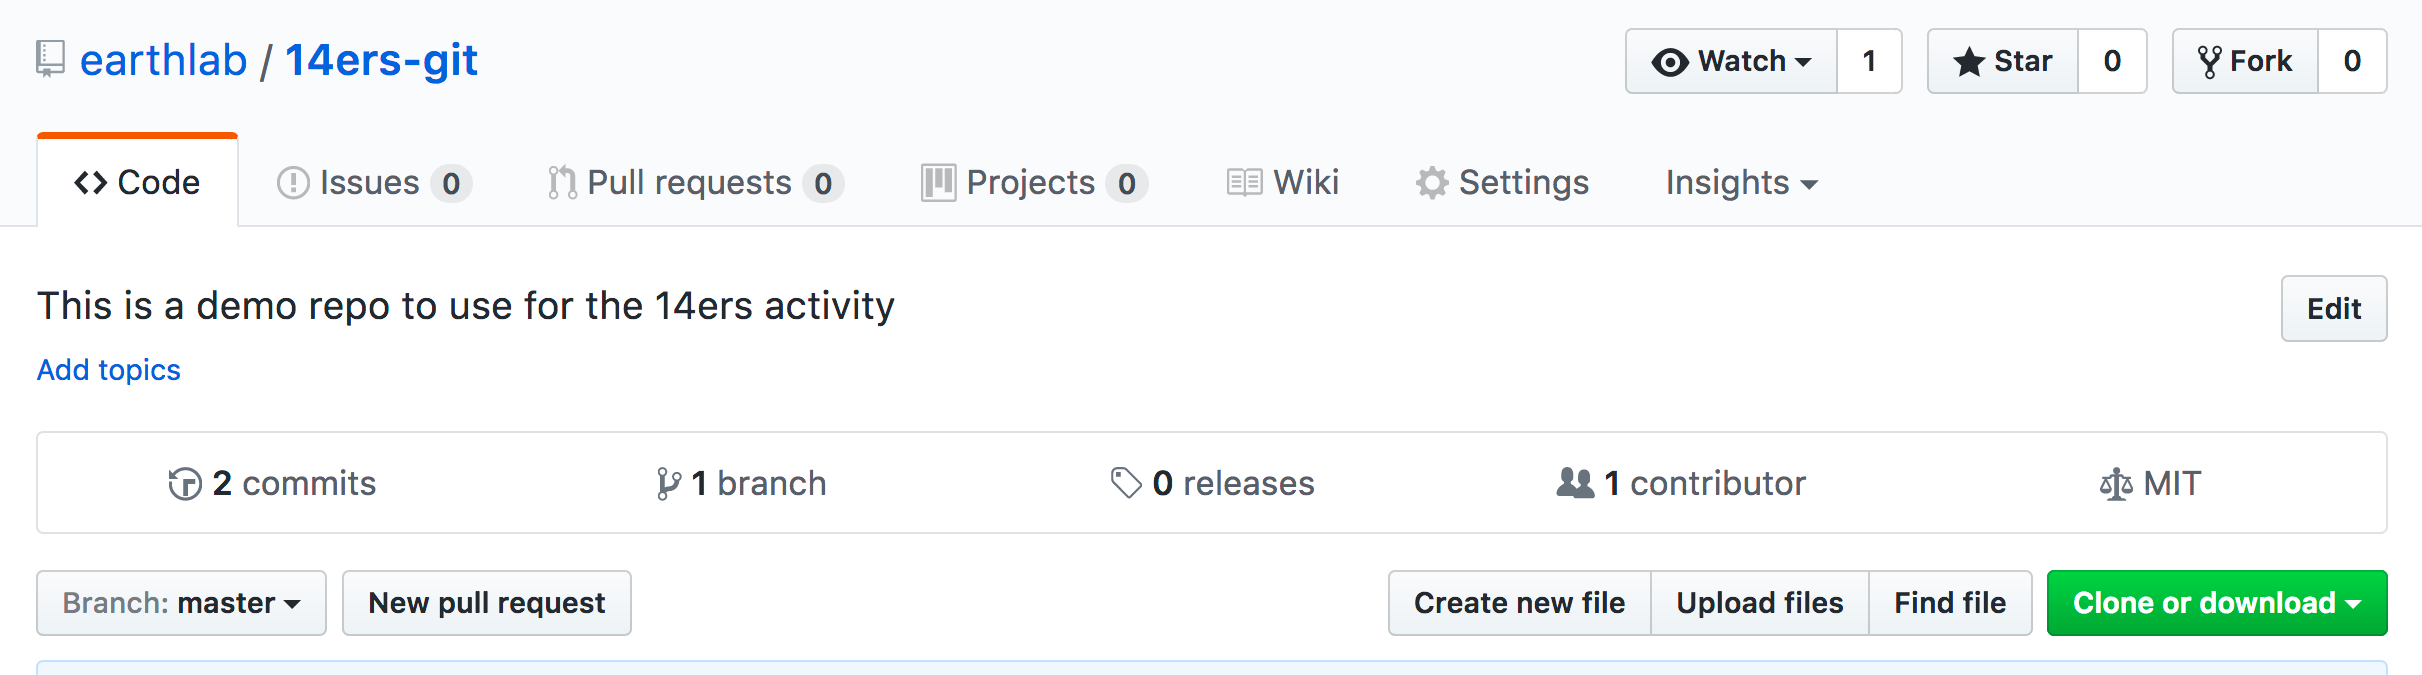 earthlab / 14ers-git Watch 1 Star 0 Fork 0
Code Issues 0 Pull requests 0 Projects 0 Wiki Settings Insights
This is a demo repo to use for the 14ers activity Edit
Add topics
2 commits 1 branch 0 releases 1 contributor MIT
Branch: master New pull request Create new file Upload files Find file Clone or download